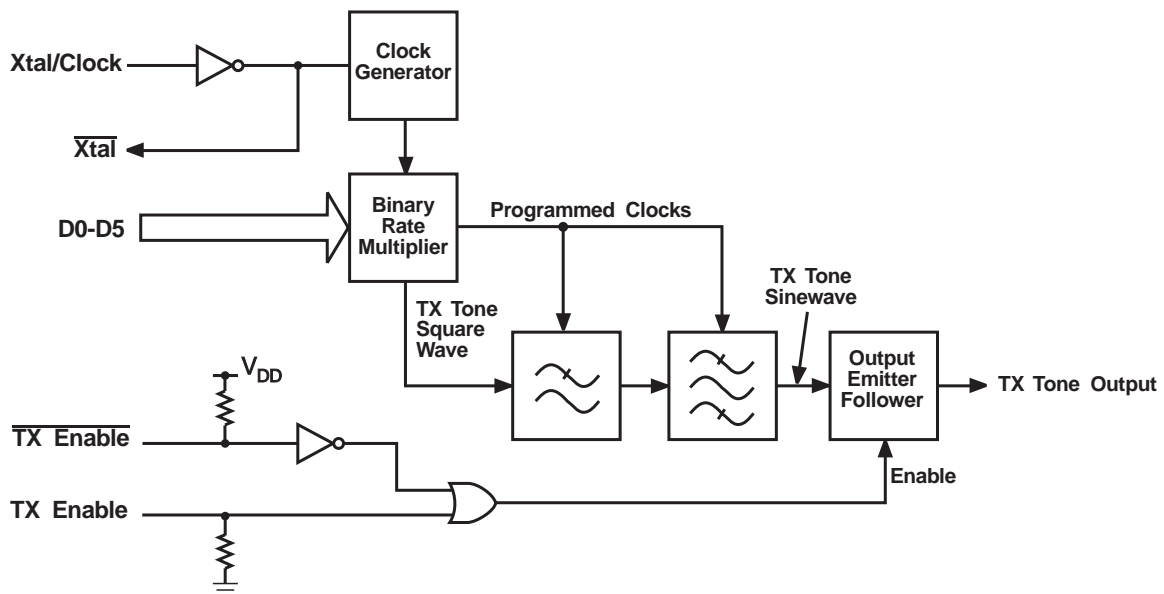 Xtal/Clock
Clock
Generator
Xtal
D0-D5
Binary
Rate
Multiplier
Programmed Clocks
TX Tone
Square
Wave
TX Tone
Sinewave
Output
Emitter
Follower
TX Tone Output
VDD
TX Enable
Enable
TX Enable